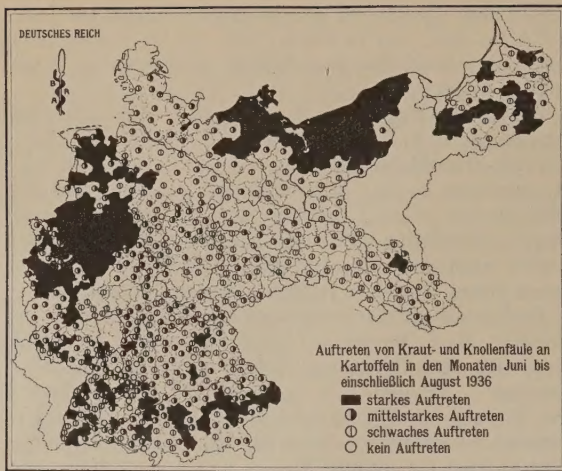 DEUTSCHES REICH
Auftreten von Kraut- und Knollenfäule an
Kartoffeln in den Monaten Juni bis
einschließlich August 1936
starkes Auftreten
mittelstarkes Auftreten
schwaches Auftreten
kein Auftreten